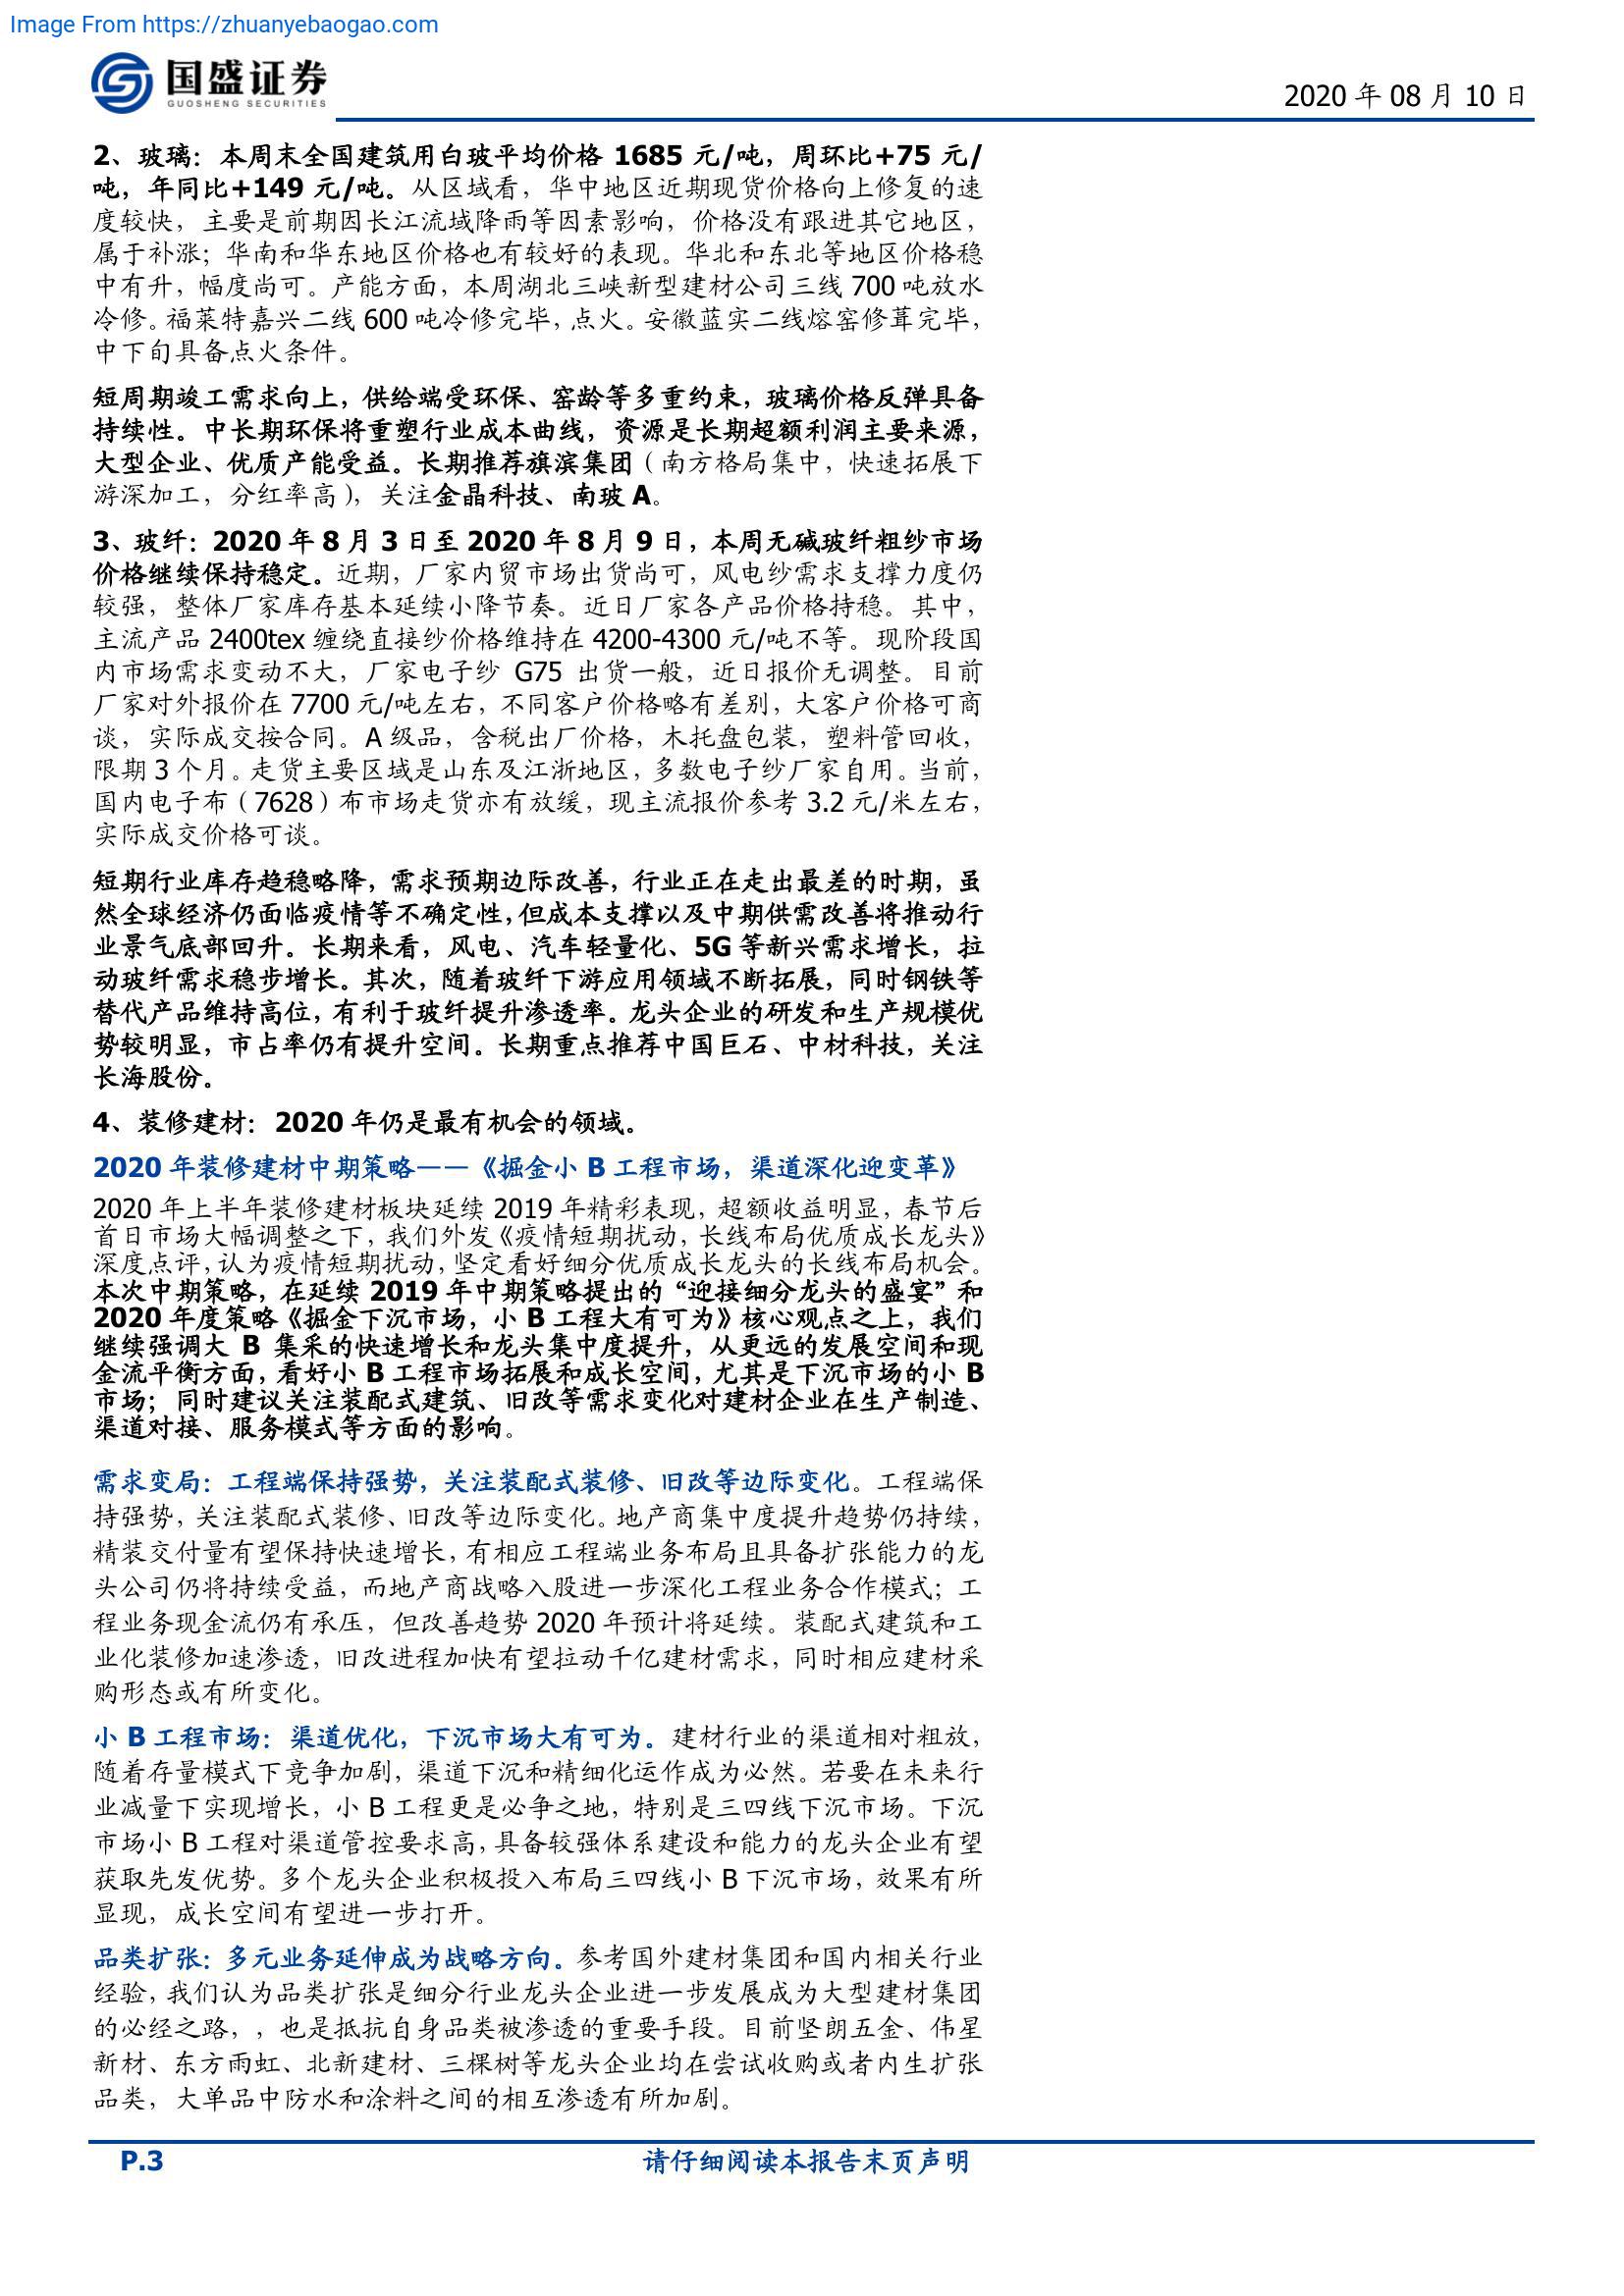 Image From https://zhuanyebaogao.com
国盛证券
GUOSHENG SECURITIES
2020 年 08 月 10 日
2、玻璃：本周末全国建筑用白玻平均价格 1685 元/吨，周环比+75 元/
吨，年同比+149 元/吨。从区域看，华中地区近期现货价格向上修复的速
度较快，主要是前期因长江流域降雨等因素影响，价格没有跟进其它地区，
属于补涨；华南和华东地区价格也有较好的表现。华北和东北等地区价格稳
中有升，幅度尚可。产能方面，本周湖北三峡新型建材公司三线 700 吨放水
冷修。福莱特嘉兴二线 600 吨冷修完毕，点火。安徽蓝实二线熔窑修葺完毕，
中下旬具备点火条件。
短周期竣工需求向上，供给端受环保、窑龄等多重约束，玻璃价格反弹具备
持续性。中长期环保将重塑行业成本曲线，资源是长期超额利润主要来源，
大型企业、优质产能受益。长期推荐旗滨集团（南方格局集中，快速拓展下
游深加工，分红率高），关注金晶科技、南玻 A。
3、玻纤：2020 年 8 月 3 日至 2020 年 8 月 9 日，本周无碱玻纤粗纱市场
价格继续保持稳定。近期，厂家内贸市场出货尚可，风电纱需求支撑力度仍
较强，整体厂家库存基本延续小降节奏。近日厂家各产品价格持稳。其中，
主流产品 2400tex 缠绕直接纱价格维持在 4200-4300 元/吨不等。现阶段国
内市场需求变动不大，厂家电子纱 G75 出货一般，近日报价无调整。目前
厂家对外报价在 7700 元/吨左右，不同客户价格略有差别，大客户价格可商
谈，实际成交按合同。A 级品，含税出厂价格，木托盘包装，塑料管回收，
限期 3 个月。走货主要区域是山东及江浙地区，多数电子纱厂家自用。当前，
国内电子布（7628）布市场走货亦有放缓，现主流报价参考 3.2 元/米左右，
实际成交价格可谈。
短期行业库存趋稳略降，需求预期边际改善，行业正在走出最差的时期，虽
然全球经济仍面临疫情等不确定性，但成本支撑以及中期供需改善将推动行
业景气底部回升。长期来看，风电、汽车轻量化、5G 等新兴需求增长，拉
动玻纤需求稳步增长。其次，随着玻纤下游应用领域不断拓展，同时钢铁等
替代产品维持高位，有利于玻纤提升渗透率。龙头企业的研发和生产规模优
势较明显，市占率仍有提升空间。长期重点推荐中国巨石、中材科技，关注
长海股份。
4、装修建材：2020 年仍是最有机会的领域。
2020 年装修建材中期策略——《掘金小 B 工程市场，渠道深化迎变革》
2020 年上半年装修建材板块延续 2019 年精彩表现，超额收益明显，春节后
首日市场大幅调整之下，我们外发《疫情短期扰动，长线布局优质成长龙头》
深度点评，认为疫情短期扰动，坚定看好细分优质成长龙头的长线布局机会。
本次中期策略，在延续 2019 年中期策略提出的“迎接细分龙头的盛宴”和
2020 年度策略《掘金下沉市场，小 B 工程大有可为》核心观点之上，我们
继续强调大 B 集采的快速增长和龙头集中度提升，从更远的发展空间和现
金流平衡方面，看好小 B 工程市场拓展和成长空间，尤其是下沉市场的小 B
市场；同时建议关注装配式建筑、旧改等需求变化对建材企业在生产制造、
渠道对接、服务模式等方面的影响。
需求变局：工程端保持强势，关注装配式装修、旧改等边际变化。工程端保
持强势，关注装配式装修、旧改等边际变化。地产商集中度提升趋势仍持续，
精装交付量有望保持快速增长，有相应工程端业务布局且具备扩张能力的龙
头公司仍将持续受益，而地产商战略入股进一步深化工程业务合作模式；工
程业务现金流仍有承压，但改善趋势 2020 年预计将延续。装配式建筑和工
业化装修加速渗透，旧改进程加快有望拉动千亿建材需求，同时相应建材采
购形态或有所变化。
小 B 工程市场：渠道优化，下沉市场大有可为。建材行业的渠道相对粗放，
随着存量模式下竞争加剧，渠道下沉和精细化运作成为必然。若要在未来行
业减量下实现增长，小 B 工程更是必争之地，特别是三四线下沉市场。下沉
市场小 B 工程对渠道管控要求高，具备较强体系建设和能力的龙头企业有望
获取先发优势。多个龙头企业积极投入布局三四线小 B 下沉市场，效果有所
显现，成长空间有望进一步打开。
品类扩张：多元业务延伸成为战略方向。参考国外建材集团和国内相关行业
经验，我们认为品类扩张是细分行业龙头企业进一步发展成为大型建材集团
的必经之路，，也是抵抗自身品类被渗透的重要手段。目前坚朗五金、伟星
新材、东方雨虹、北新建材、三棵树等龙头企业均在尝试收购或者内生扩张
品类，大单品中防水和涂料之间的相互渗透有所加剧。
P.3
请仔细阅读本报告末页声明